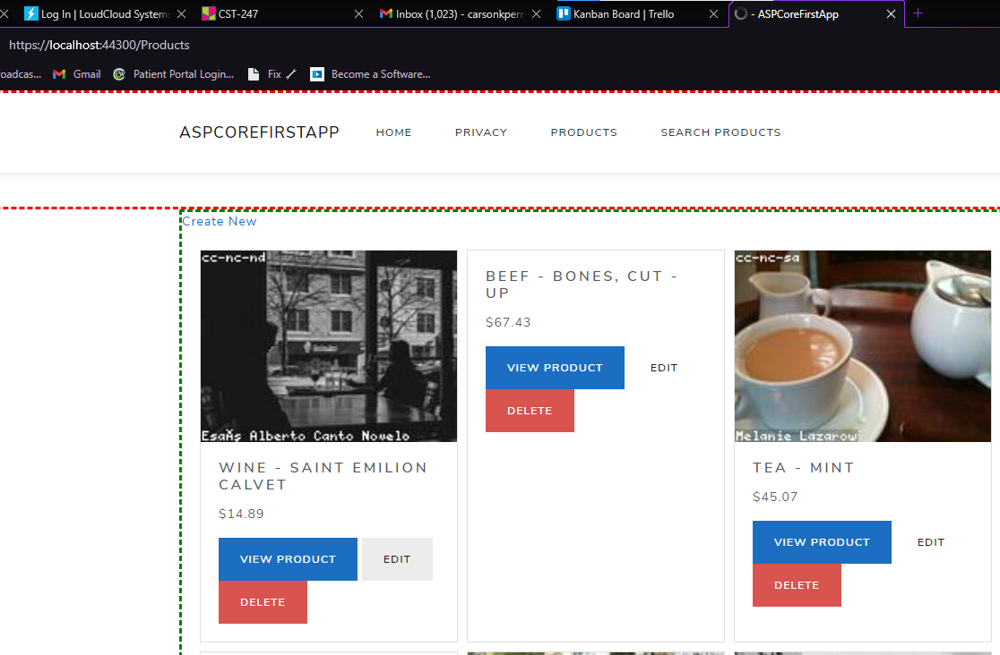 Log In | LoudCloud Systems
CST-247
Inbox (1,023) - carsonkpern
Kanban Board | Trello
- ASPCoreFirstApp
https://localhost:44300/Products
oadcas...
Gmail
Patient Portal Login...
Fix
Become a Software...
ASPCOREFIRSTAPP
HOME
PRIVACY
PRODUCTS
SEARCH PRODUCTS
Create New
cc-nc-nd
Alberto Canto Novelo
WINE - SAINT EMILION
CALVET
$14.89
VIEW PRODUCT
EDIT
DELETE
BEEF - BONES, CUT -
UP
$67.43
VIEW PRODUCT
EDIT
DELETE
cc-nc-sa
Melanie Lazarow
TEA - MINT
$45.07
VIEW PRODUCT
EDIT
DELETE